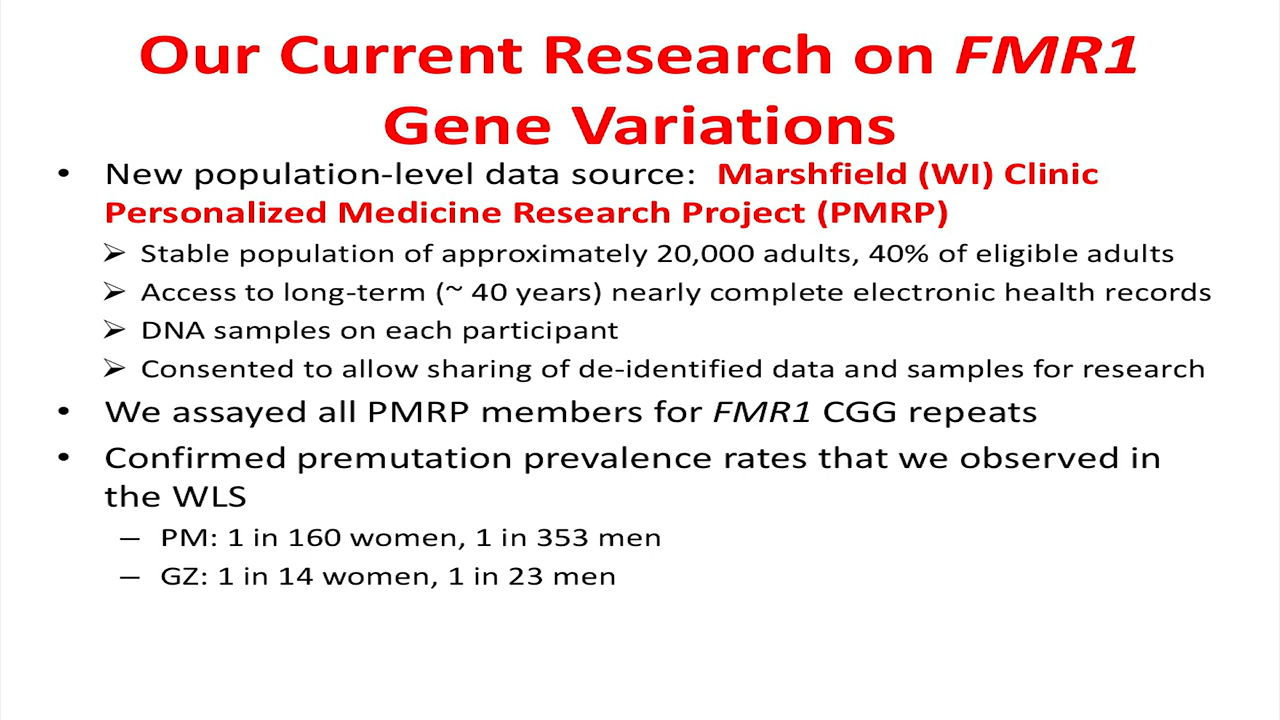 Our Current Research on FMR1
Gene Variations
• New population-level data source: Marshfield (WI) Clinic
Personalized Medicine Research Project (PMRP)
➢ Stable population of approximately 20,000 adults, 40% of eligible adults
➢ Access to long-term (~ 40 years) nearly complete electronic health records
➢ DNA samples on each participant
➢ Consented to allow sharing of de-identified data and samples for research
• We assayed all PMRP members for FMR1 CGG repeats
• Confirmed premutation prevalence rates that we observed in
the WLS
– PM: 1 in 160 women, 1 in 353 men
– GZ: 1 in 14 women, 1 in 23 men